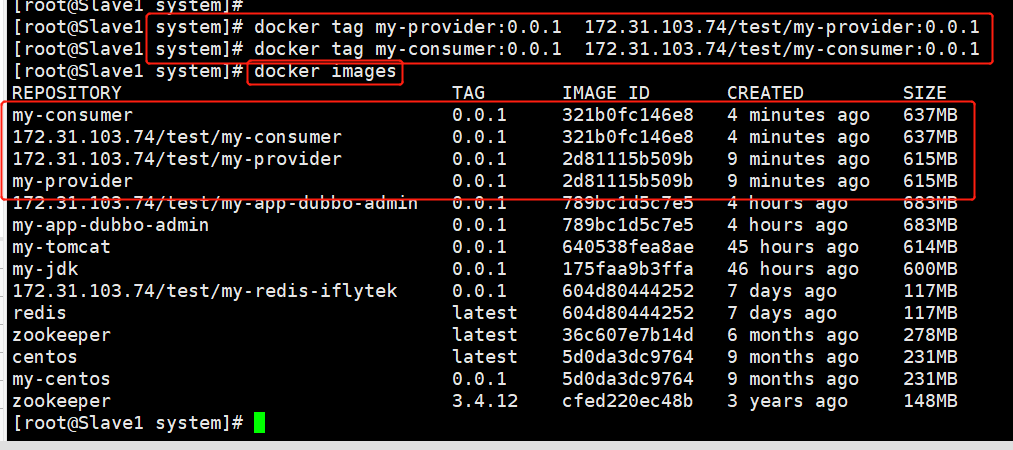 [root@Slave1 system]#
[root@Slave1 system]# docker tag my-provider:0.0.1  172.31.103.74/test/my-provider:0.0.1
[root@Slave1 system]# docker tag my-consumer:0.0.1  172.31.103.74/test/my-consumer:0.0.1
[root@Slave1 system]# docker images
REPOSITORY TAG IMAGE ID CREATED SIZE
my-consumer 0.0.1 321b0fc146e8 4 minutes ago 637MB
172.31.103.74/test/my-consumer 0.0.1 321b0fc146e8 4 minutes ago 637MB
172.31.103.74/test/my-provider 0.0.1 2d81115b509b 9 minutes ago 615MB
my-provider 0.0.1 2d81115b509b 9 minutes ago 615MB
172.31.103.74/test/my-app-dubbo-admin 0.0.1 789bc1d5c7e5 4 hours ago 683MB
my-app-dubbo-admin 0.0.1 789bc1d5c7e5 4 hours ago 683MB
my-tomcat 0.0.1 640538fea8ae 45 hours ago 614MB
my-jdk 0.0.1 175faa9b3ffa 46 hours ago 600MB
172.31.103.74/test/my-redis-iflytek 0.0.1 604d80444252 7 days ago 117MB
redis latest 604d80444252 7 days ago 117MB
zookeeper latest 36c607e7b14d 6 months ago 278MB
centos latest 5d0da3dc9764 9 months ago 231MB
my-centos 0.0.1 5d0da3dc9764 9 months ago 231MB
zookeeper 3.4.12 cfed220ec48b 3 years ago 148MB
[root@Slave1 system]#